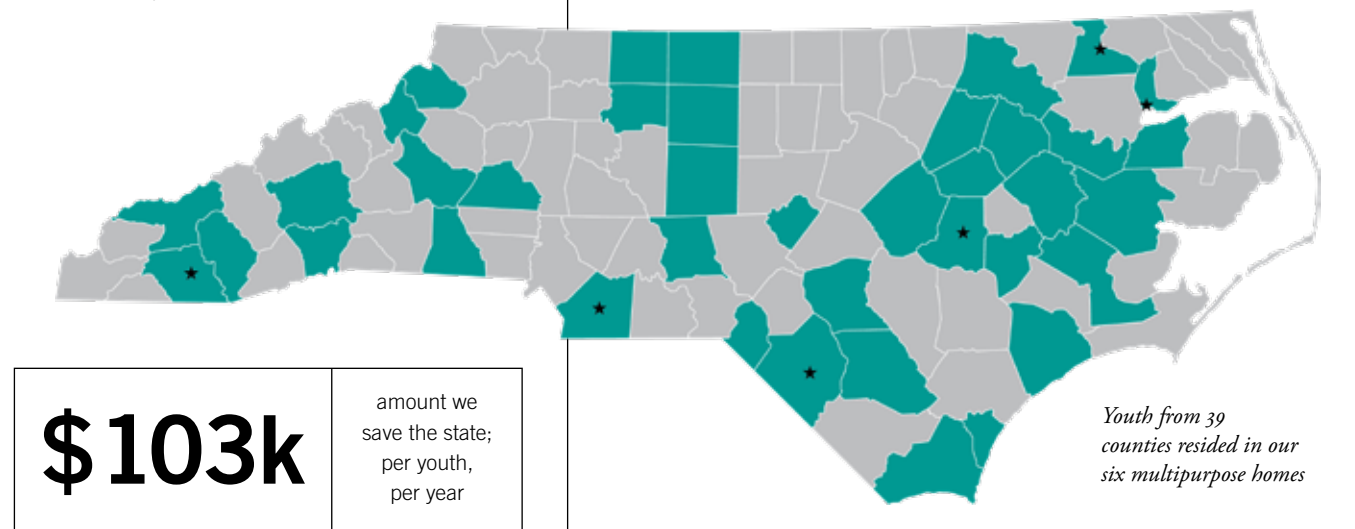 $103k
amount we
save the state;
per youth,
per year
Youth from 39
counties resided in our
six multipurpose homes